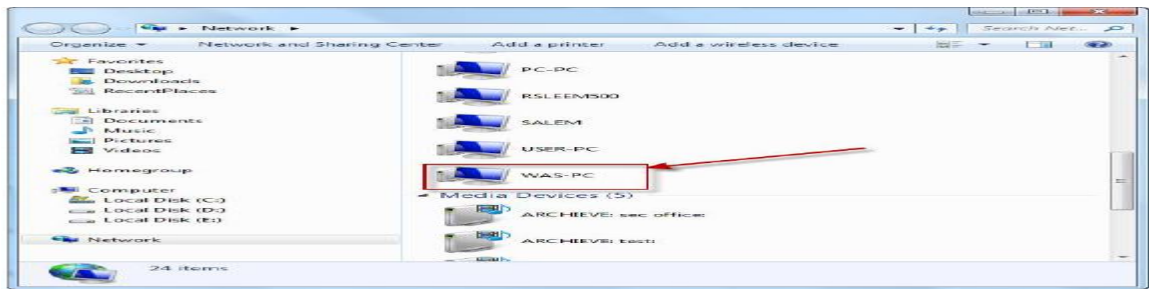 Network
Search Net...
Organize
Network and Sharing Center
Add a printer
Add a wireless device
Favorites
Desktop
Downloads
RecentPlaces
Libraries
Documents
Music
Pictures
Videos
Homegroup
Computer
Local Disk (C:)
Local Disk (D:)
Local Disk (E:)
Network
PC-PC
RSLEEM500
SALEM
USER-PC
WAS-PC
Media Devices (5)
ARCHIEVE: sec office:
ARCHIEVE: test:
24 items